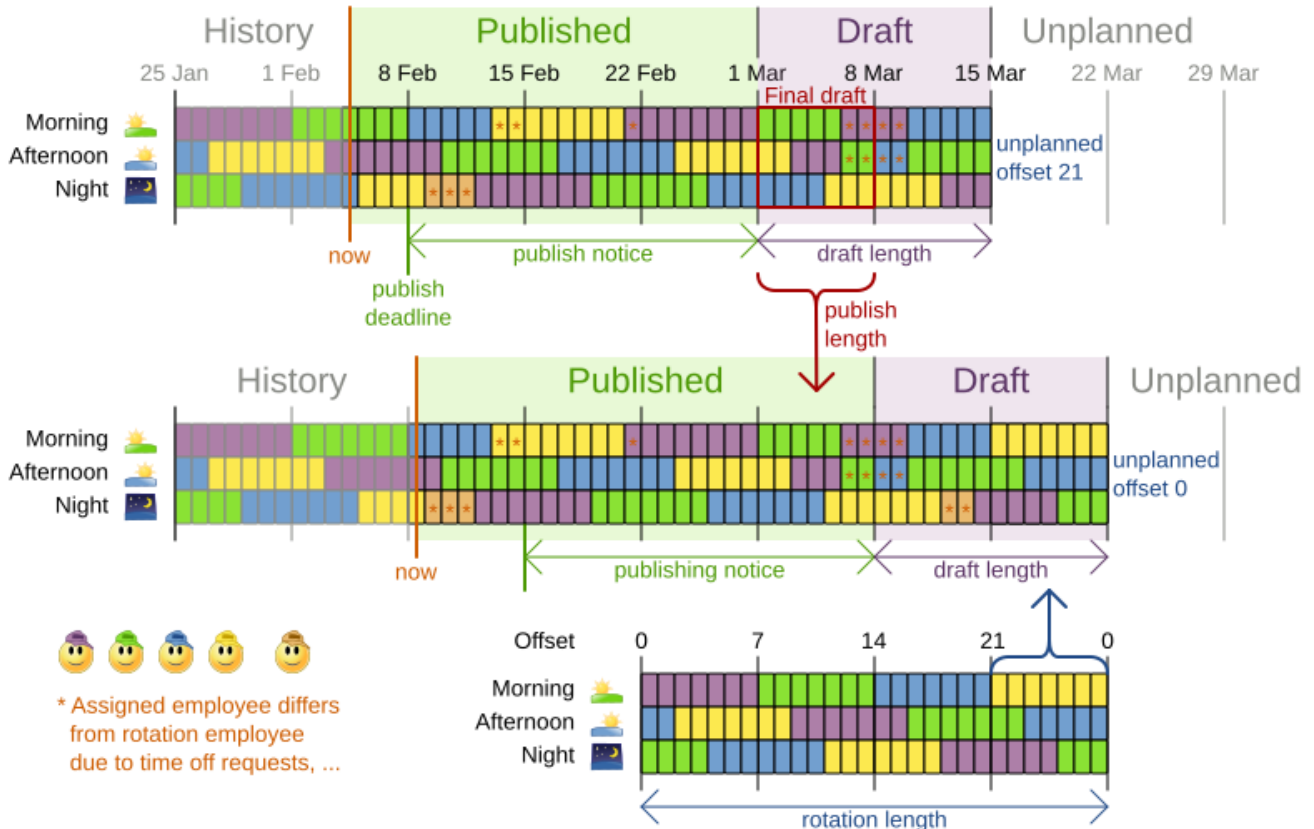 History Published Draft Unplanned
25 Jan 1 Feb 8 Feb 15 Feb 22 Feb 1 Mar 8 Mar 15 Mar 22 Mar 29 Mar
Final draft
Morning * * * * * * *
Afternoon * * * *
Night * * *
unplanned
offset 21
now
publish notice
draft length
publish
deadline
publish
length
History Published Draft Unplanned
Morning * * * * * * *
Afternoon * * * *
Night * * * * *
unplanned
offset 0
now
publishing notice
draft length
* Assigned employee differs
from rotation employee
due to time off requests, ...
Offset 0 7 14 21 0
Morning
Afternoon
Night
rotation length